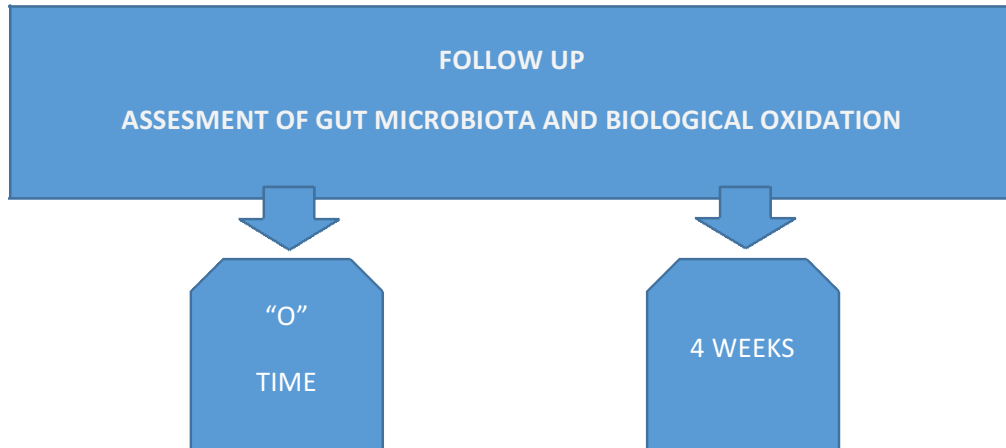 FOLLOW UP
ASSESMENT OF GUT MICROBIOTA AND BIOLOGICAL OXIDATION
“O”
TIME
4 WEEKS